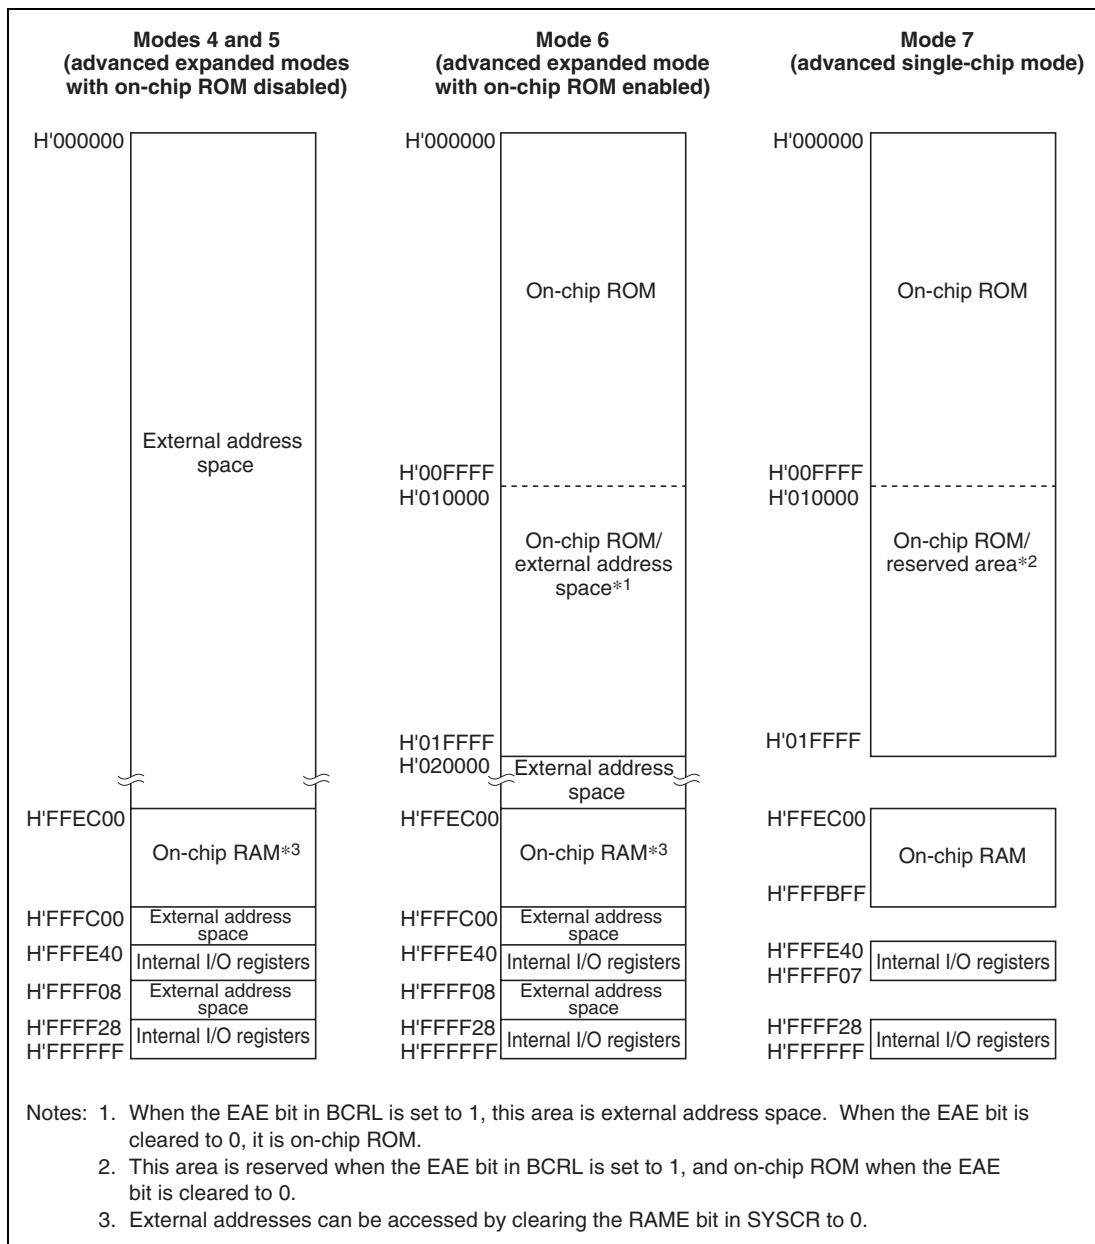 Modes 4 and 5
(advanced expanded modes
with on-chip ROM disabled)
H'000000
External address
space
H'FFEC00
On-chip RAM*3
H'FFFC00
External address
space
H'FFFE40
Internal I/O registers
H'FFFF08
External address
space
H'FFFF28
Internal I/O registers
H'FFFFFF
Mode 6
(advanced expanded mode
with on-chip ROM enabled)
H'000000
On-chip ROM
H'00FFFF
H'010000
On-chip ROM/
external address
space*1
H'01FFFF
H'020000
External address
space
H'FFEC00
On-chip RAM*3
H'FFFC00
External address
space
H'FFFE40
Internal I/O registers
H'FFFF08
External address
space
H'FFFF28
Internal I/O registers
H'FFFFFF
Mode 7
(advanced single-chip mode)
H'000000
On-chip ROM
H'00FFFF
H'010000
On-chip ROM/
reserved area*2
H'01FFFF
H'FFEC00
On-chip RAM
H'FFFBFF
H'FFFE40
Internal I/O registers
H'FFFF07
H'FFFF28
Internal I/O registers
H'FFFFFF
Notes: 1. When the EAE bit in BCRL is set to 1, this area is external address space. When the EAE bit is
cleared to 0, it is on-chip ROM.
2. This area is reserved when the EAE bit in BCRL is set to 1, and on-chip ROM when the EAE
bit is cleared to 0.
3. External addresses can be accessed by clearing the RAME bit in SYSCR to 0.